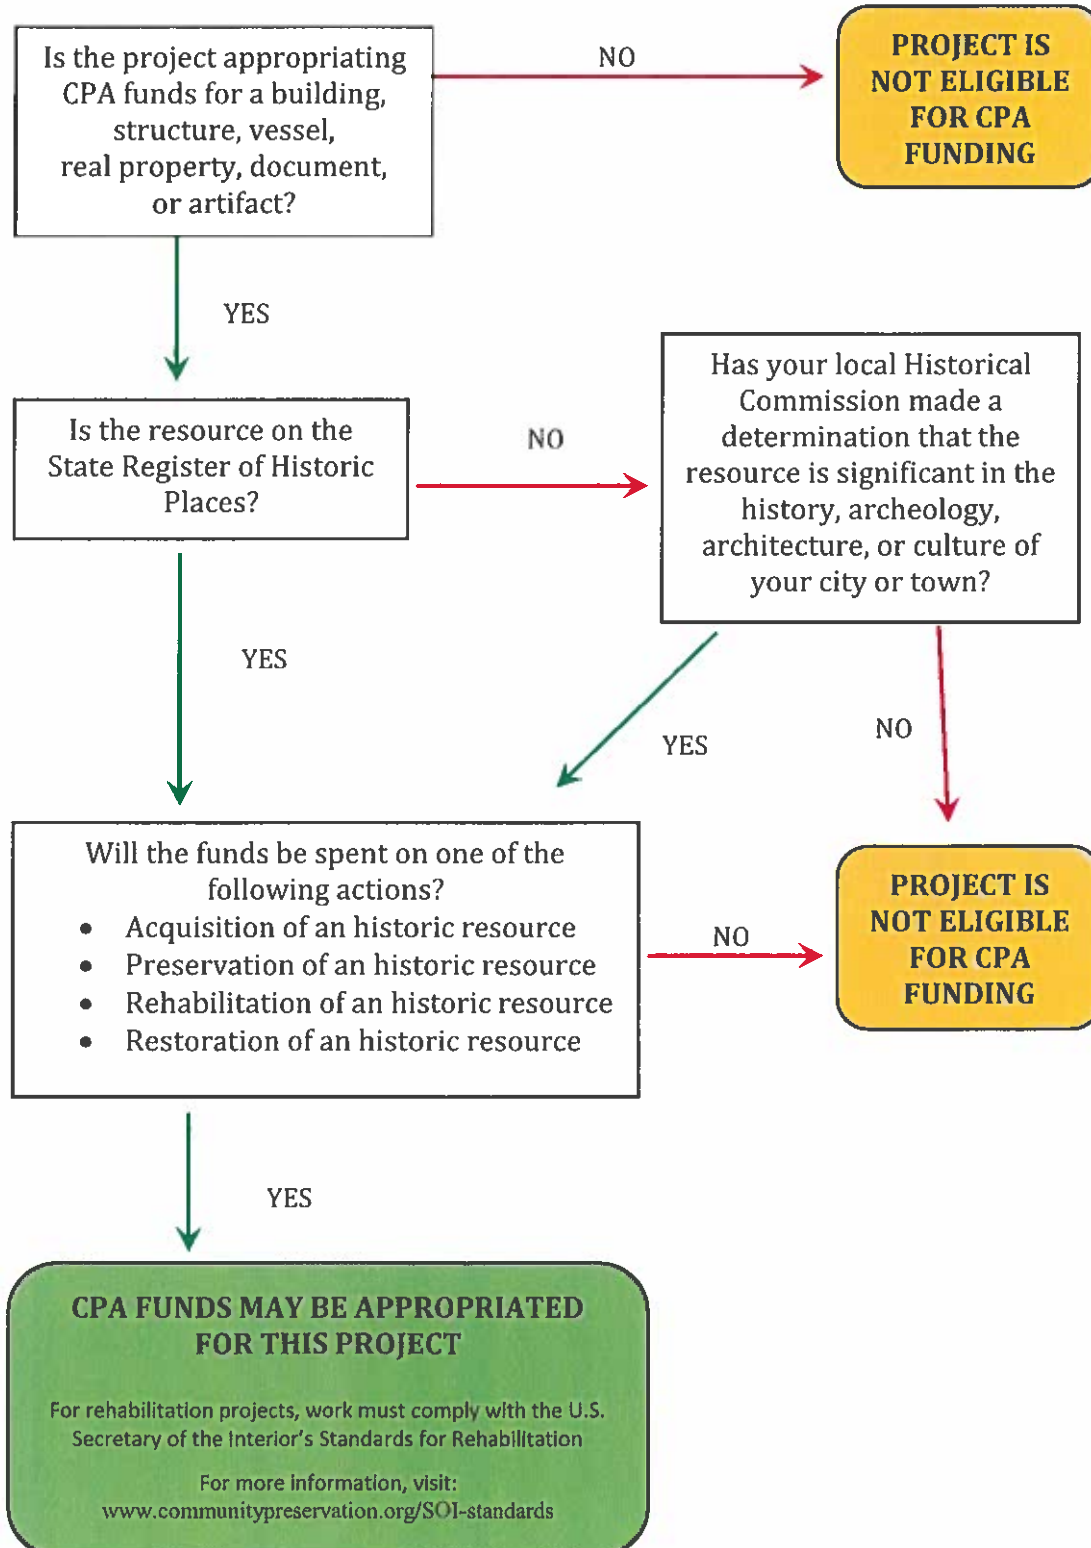 Is the project appropriating
CPA funds for a building,
structure, vessel,
real property, document,
or artifact?
NO
PROJECT IS
NOT ELIGIBLE
FOR CPA
FUNDING
YES
Is the resource on the
State Register of Historic
Places?
NO
Has your local Historical
Commission made a
determination that the
resource is significant in the
history, archeology,
architecture, or culture of
your city or town?
YES
YES
NO
Will the funds be spent on one of the
following actions?
• Acquisition of an historic resource
• Preservation of an historic resource
• Rehabilitation of an historic resource
• Restoration of an historic resource
NO
PROJECT IS
NOT ELIGIBLE
FOR CPA
FUNDING
YES
CPA FUNDS MAY BE APPROPRIATED
FOR THIS PROJECT
For rehabilitation projects, work must comply with the U.S.
Secretary of the Interior's Standards for Rehabilitation
For more information, visit:
www.communitypreservation.org/SOI-standards